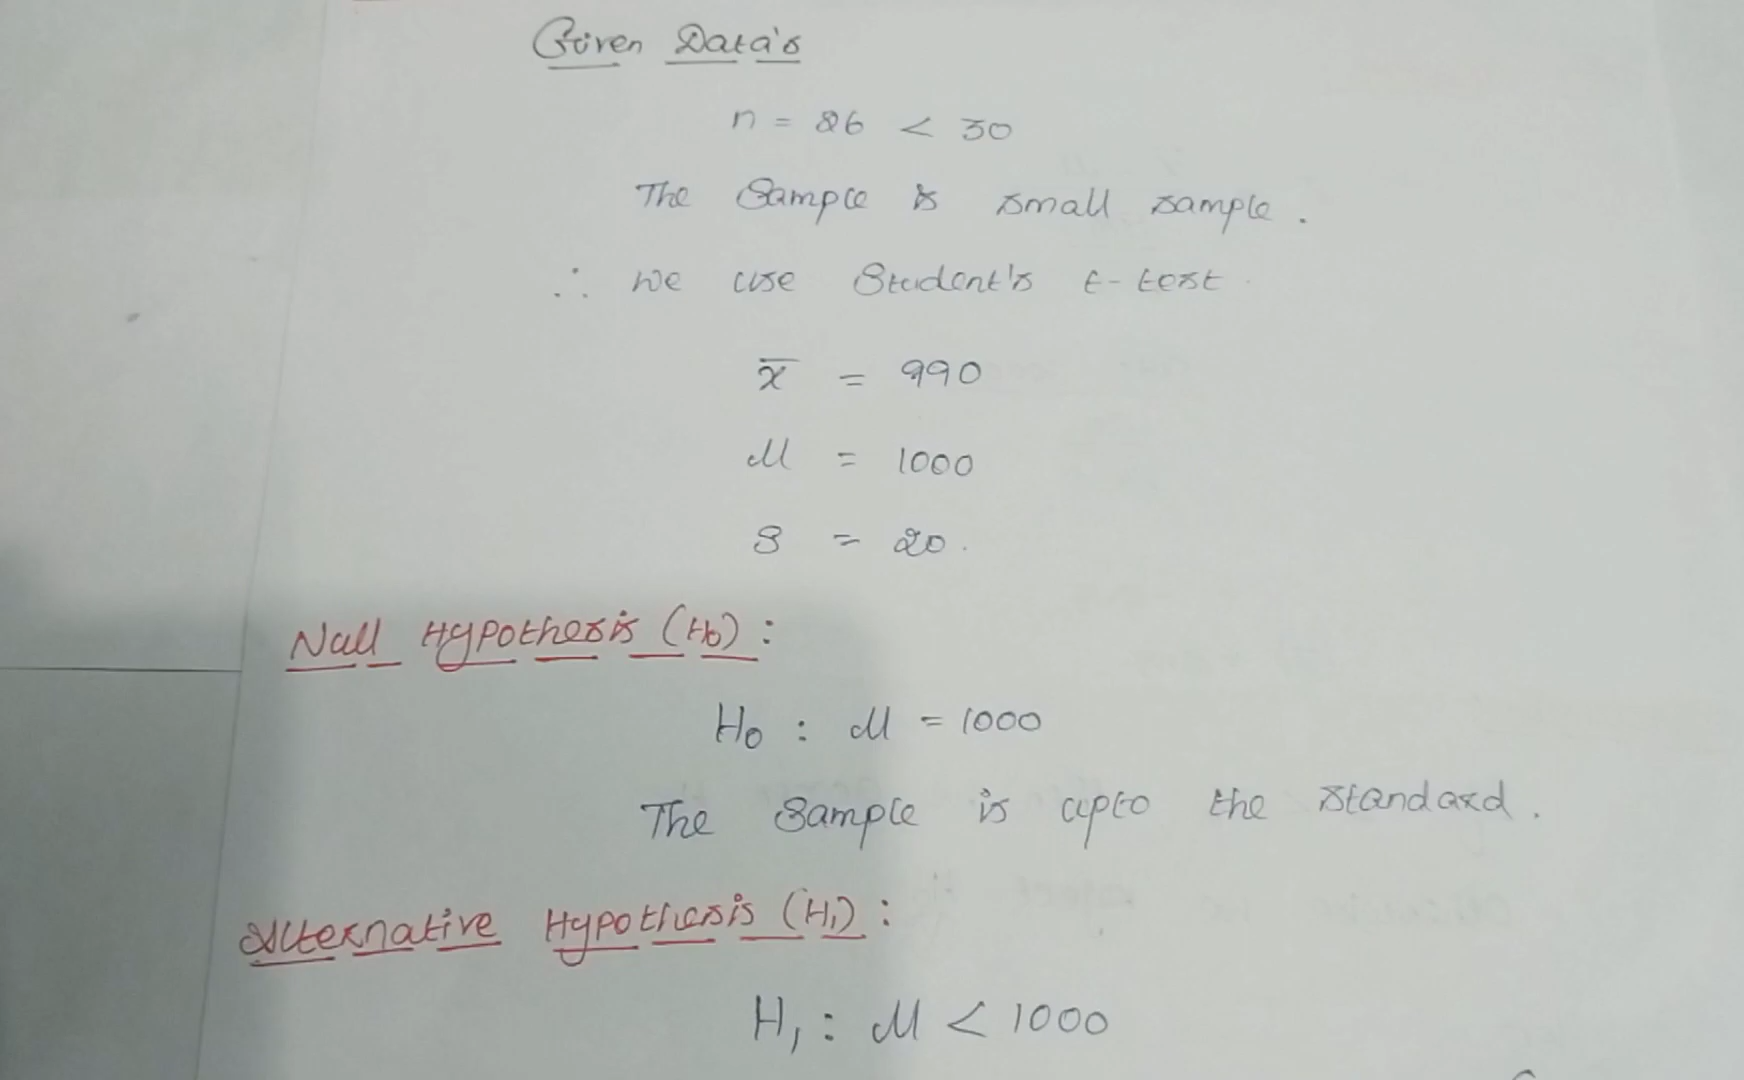 Given Data's
n = 26 < 30
The Sample is small sample.
∴ we use Student's t-test.
x̄ = 990
μ = 1000
S = 20.
Null Hypothesis (H₀) :
H₀ : μ = 1000
The Sample is upto the standard.
Alternative Hypothesis (H₁) :
H₁ : μ < 1000